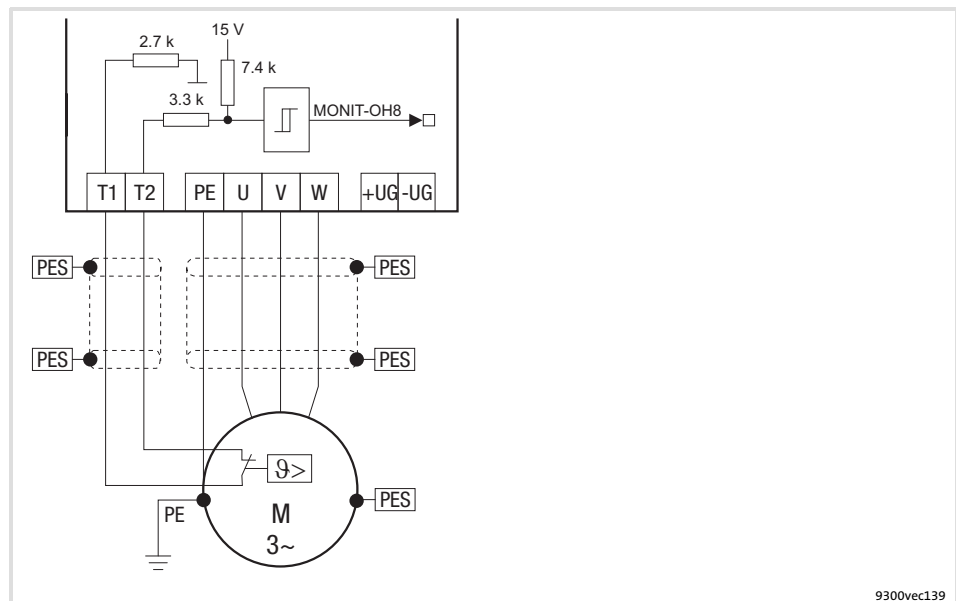 15 V
2.7 k
7.4 k
3.3 k
MONIT-OH8
T1 T2 PE U V W +UG -UG
PES PES
PES PES
ϑ>
PE M PES
3~
9300vec139